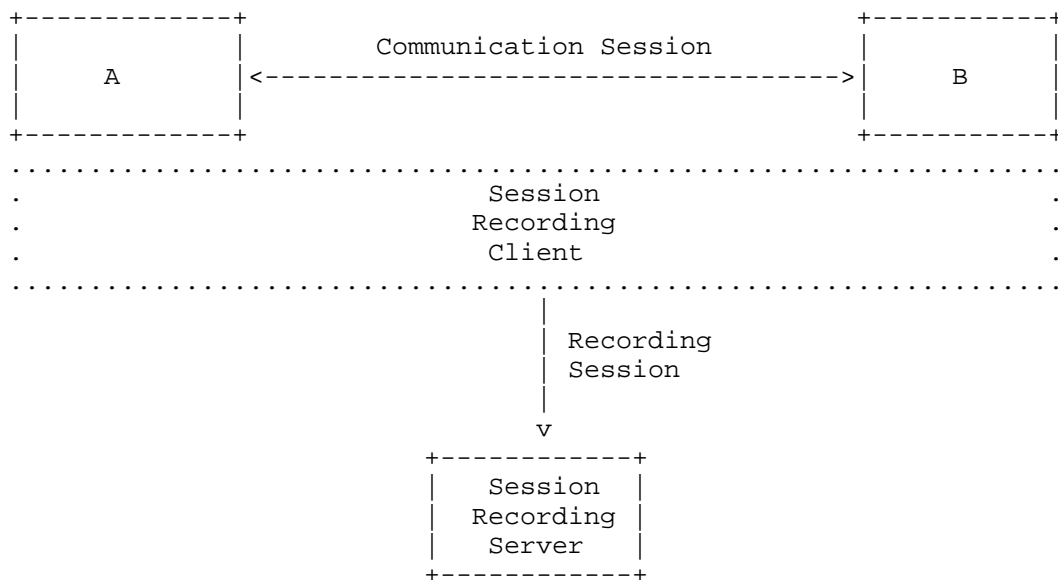 Communication Session
A B
Session
Recording
Client
Recording
Session
v
Session
Recording
Server